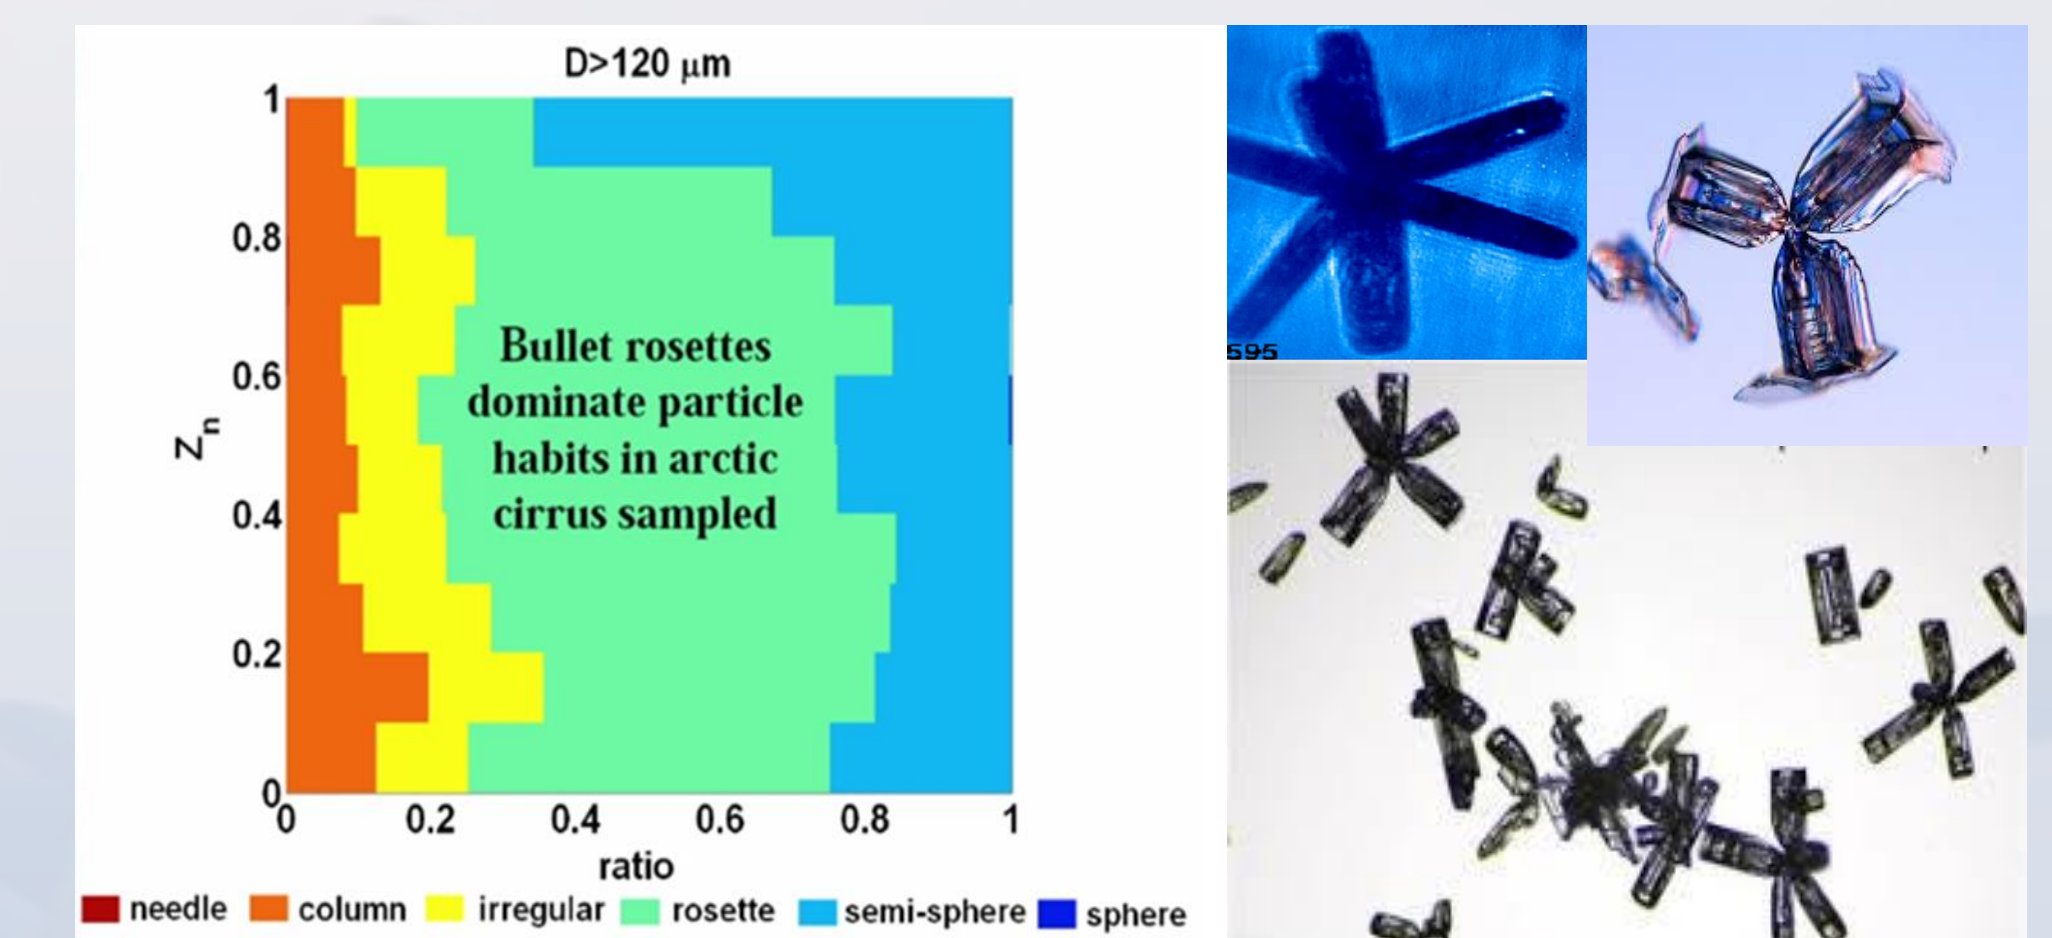 D>120 μm
1
0.8
0.6
0.4
0.2
0
Zn
Bullet rosettes
dominate particle
habits in arctic
cirrus sampled
0 0.2 0.4 0.6 0.8 1
ratio
needle column irregular rosette semi-sphere sphere
595